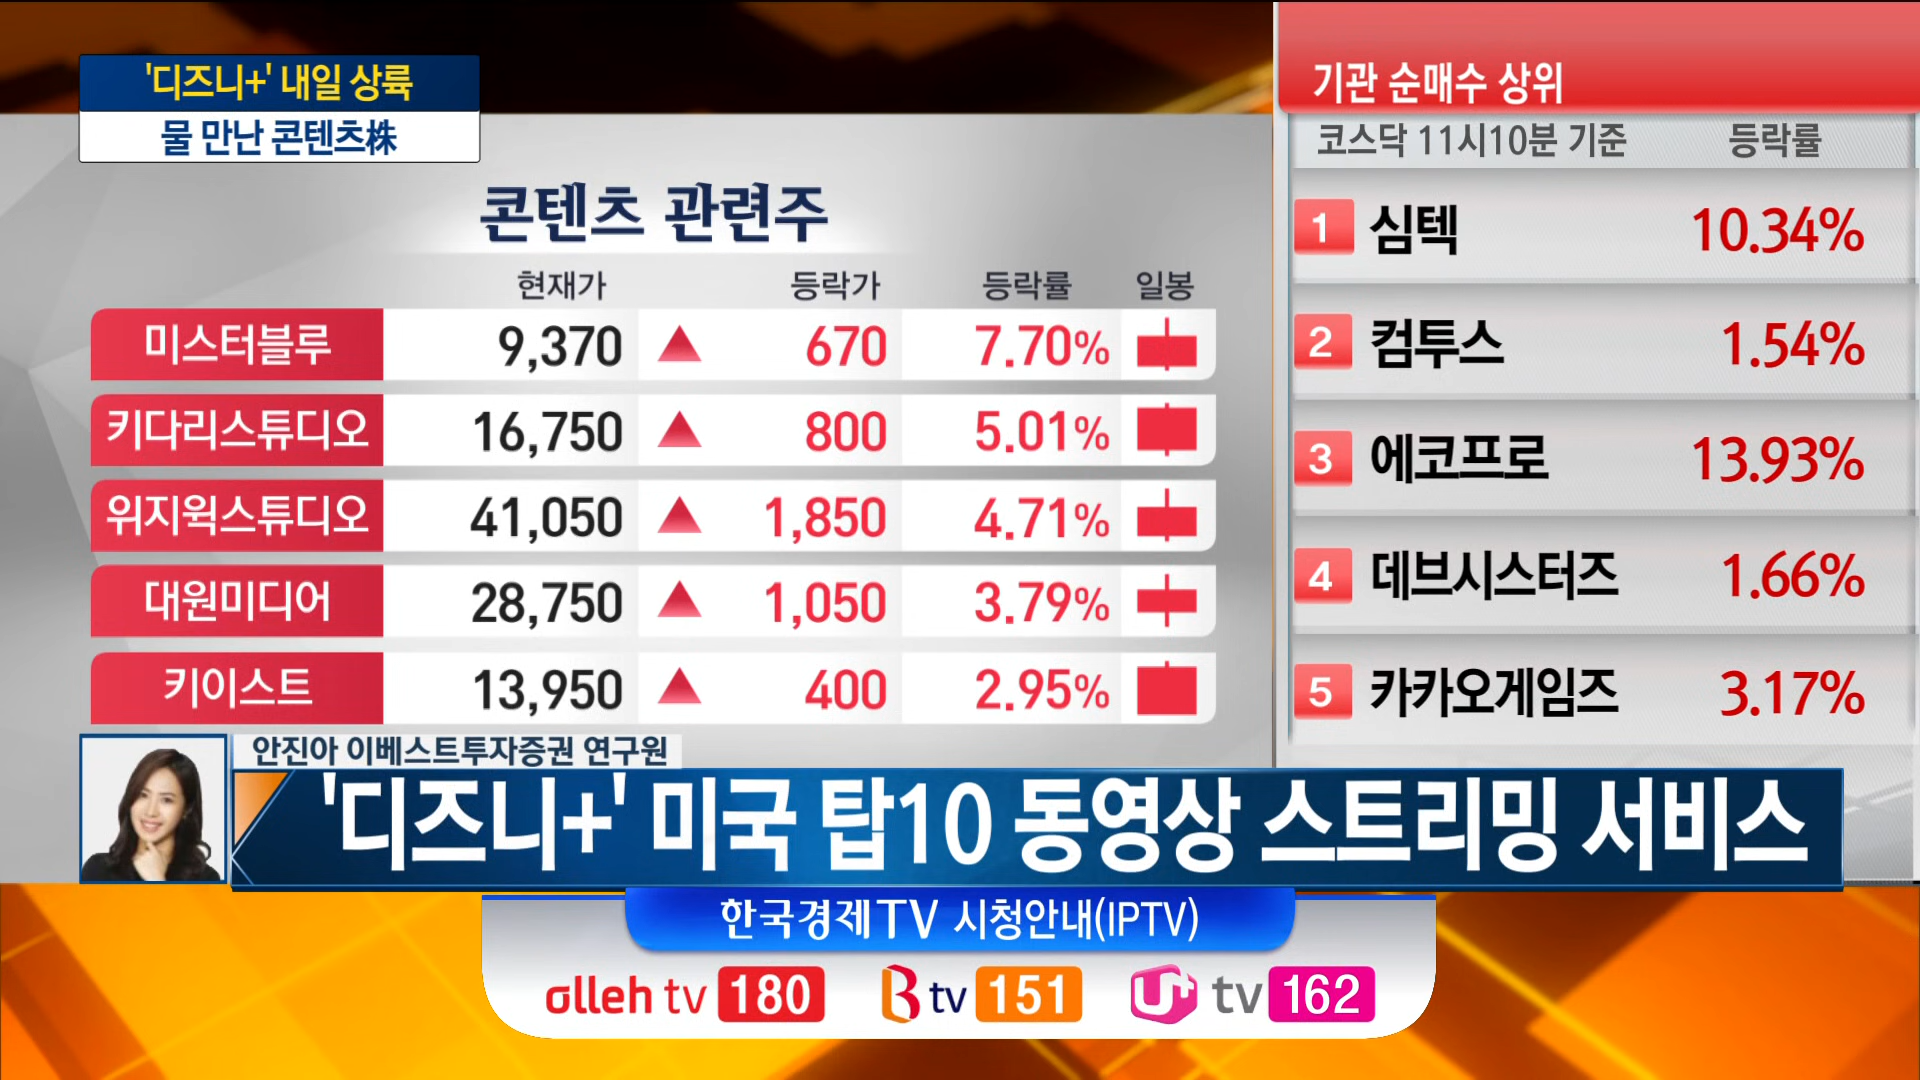 '디즈니+' 내일 상륙
물 만난 콘텐츠株
콘텐츠 관련주
현재가 등락가 등락률 일봉
미스터블루 9,370 ▲ 670 7.70%
키다리스튜디오 16,750 ▲ 800 5.01%
위지윅스튜디오 41,050 ▲ 1,850 4.71%
대원미디어 28,750 ▲ 1,050 3.79%
키이스트 13,950 ▲ 400 2.95%
기관 순매수 상위
코스닥 11시10분 기준 등락률
1 심텍 10.34%
2 컴투스 1.54%
3 에코프로 13.93%
4 데브시스터즈 1.66%
5 카카오게임즈 3.17%
안진아 이베스트투자증권 연구원
'디즈니+' 미국 탑10 동영상 스트리밍 서비스
한국경제TV 시청안내(IPTV)
olleh tv 180 B tv 151 U+ tv 162